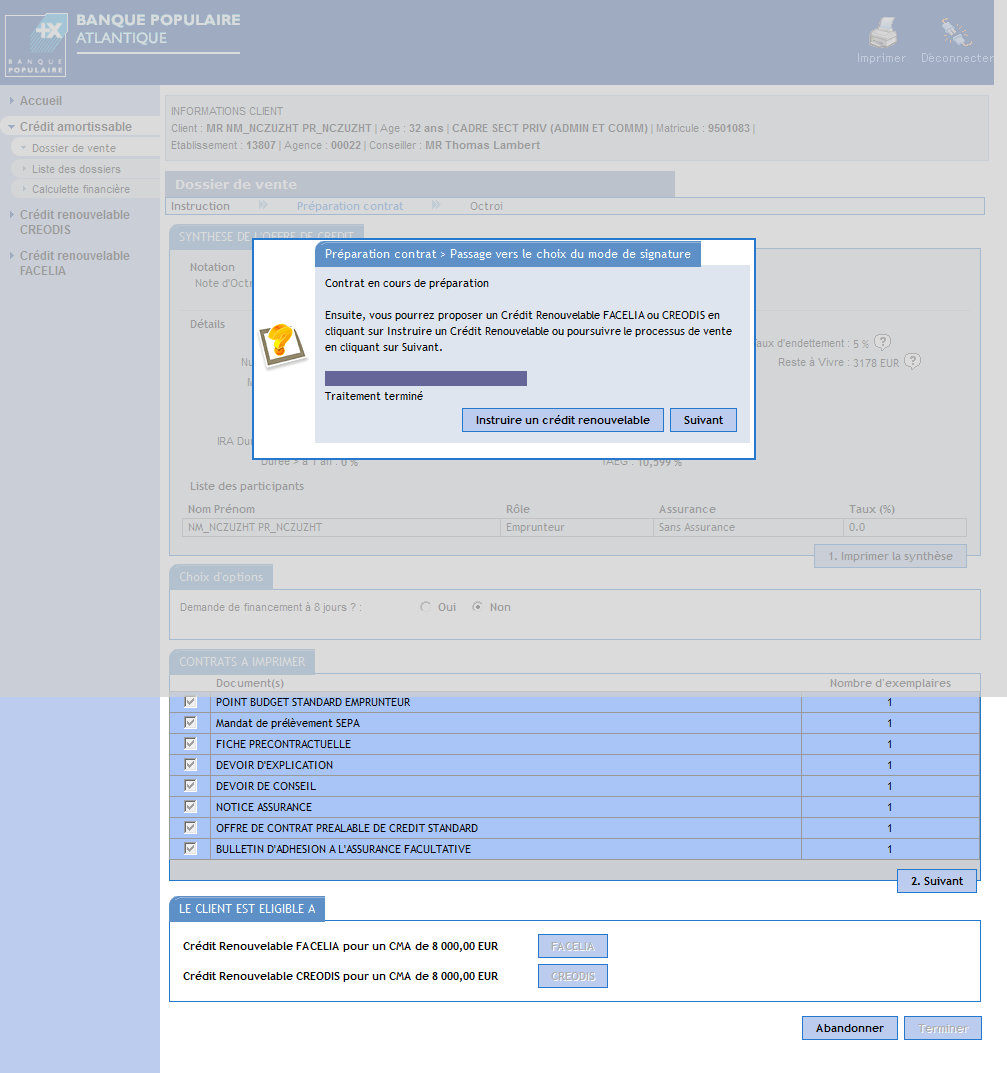 BANQUE POPULAIRE
ATLANTIQUE
BANQUE
POPULAIRE
Imprimer
Déconnecter
Accueil
Crédit amortissable
Dossier de vente
Liste des dossiers
Calculette financière
Crédit renouvelable
CREODIS
Crédit renouvelable
FACELIA
INFORMATIONS CLIENT
Client : MR NM_NCZUZHT PR_NCZUZHT | Age : 32 ans | CADRE SECT PRIV (ADMIN ET COMM) | Matricule : 9501083 |
Etablissement : 13807 | Agence : 00022 | Conseiller : MR Thomas Lambert
Dossier de vente
Instruction
Préparation contrat
Octroi
SYNTHESE DE L'OFFRE DE CREDIT
Notation
Note d'Octr
Détails
Taux d'endettement : 5 % ?
Reste à Vivre : 3178 EUR ?
Préparation contrat > Passage vers le choix du mode de signature
Contrat en cours de préparation
Ensuite, vous pourrez proposer un Crédit Renouvelable FACELIA ou CREODIS en
cliquant sur Instruire un Crédit Renouvelable ou poursuivre le processus de vente
en cliquant sur Suivant.
Traitement terminé
Instruire un crédit renouvelable
Suivant
IRA Du
Durée > à 1 an : 0 %
TAEG : 10,599 %
Liste des participants
Nom Prénom Rôle Assurance Taux (%)
NM_NCZUZHT PR_NCZUZHT Emprunteur Sans Assurance 0.0
1. Imprimer la synthèse
Choix d'options
Demande de financement à 8 jours ? : Oui Non
CONTRATS A IMPRIMER
Document(s) Nombre d'exemplaires
POINT BUDGET STANDARD EMPRUNTEUR 1
Mandat de prélèvement SEPA 1
FICHE PRECONTRACTUELLE 1
DEVOIR D'EXPLICATION 1
DEVOIR DE CONSEIL 1
NOTICE ASSURANCE 1
OFFRE DE CONTRAT PREALABLE DE CREDIT STANDARD 1
BULLETIN D'ADHESION A L'ASSURANCE FACULTATIVE 1
2. Suivant
LE CLIENT EST ELIGIBLE A
Crédit Renouvelable FACELIA pour un CMA de 8 000,00 EUR FACELIA
Crédit Renouvelable CREODIS pour un CMA de 8 000,00 EUR CREODIS
Abandonner
Terminer